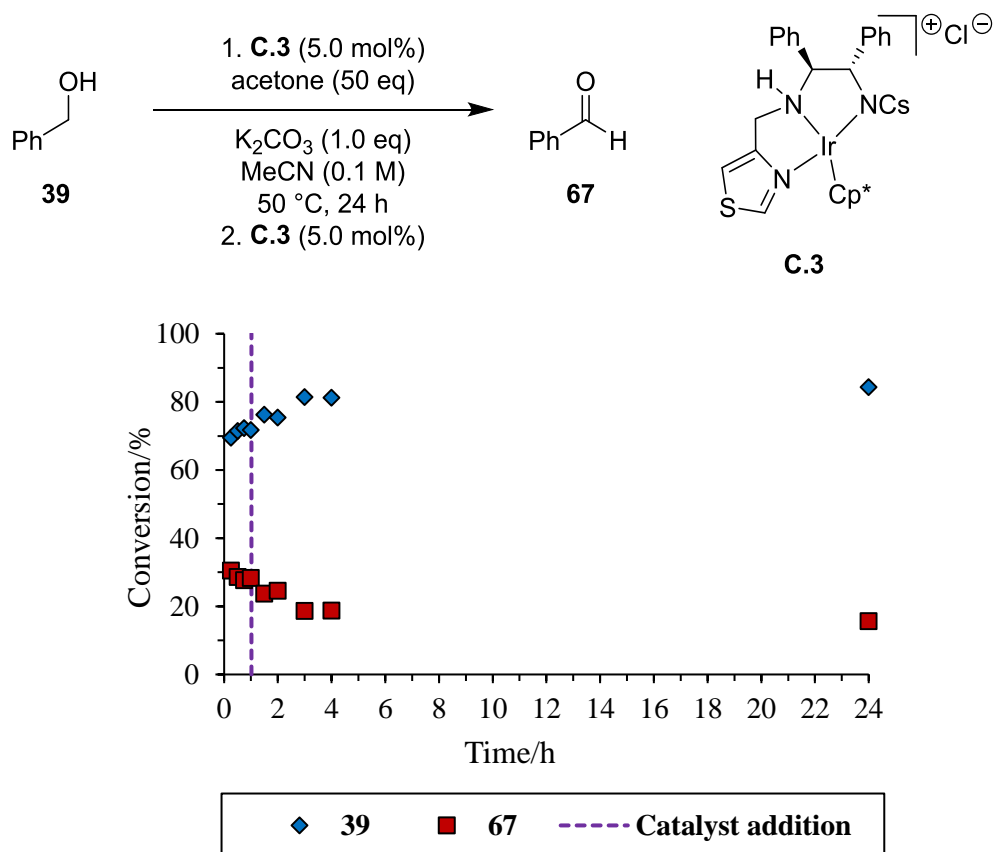 OH
Ph
39
1. C.3 (5.0 mol%)
acetone (50 eq)
K₂CO₃ (1.0 eq)
MeCN (0.1 M)
50 °C, 24 h
2. C.3 (5.0 mol%)
O
Ph H
67
Ph Ph ⊕ Cl ⊖
H
N NCs
Ir
N
S Cp*
C.3
100
80
60
40
20
0
Conversion/%
0 2 4 6 8 10 12 14 16 18 20 22 24
Time/h
39 67 Catalyst addition